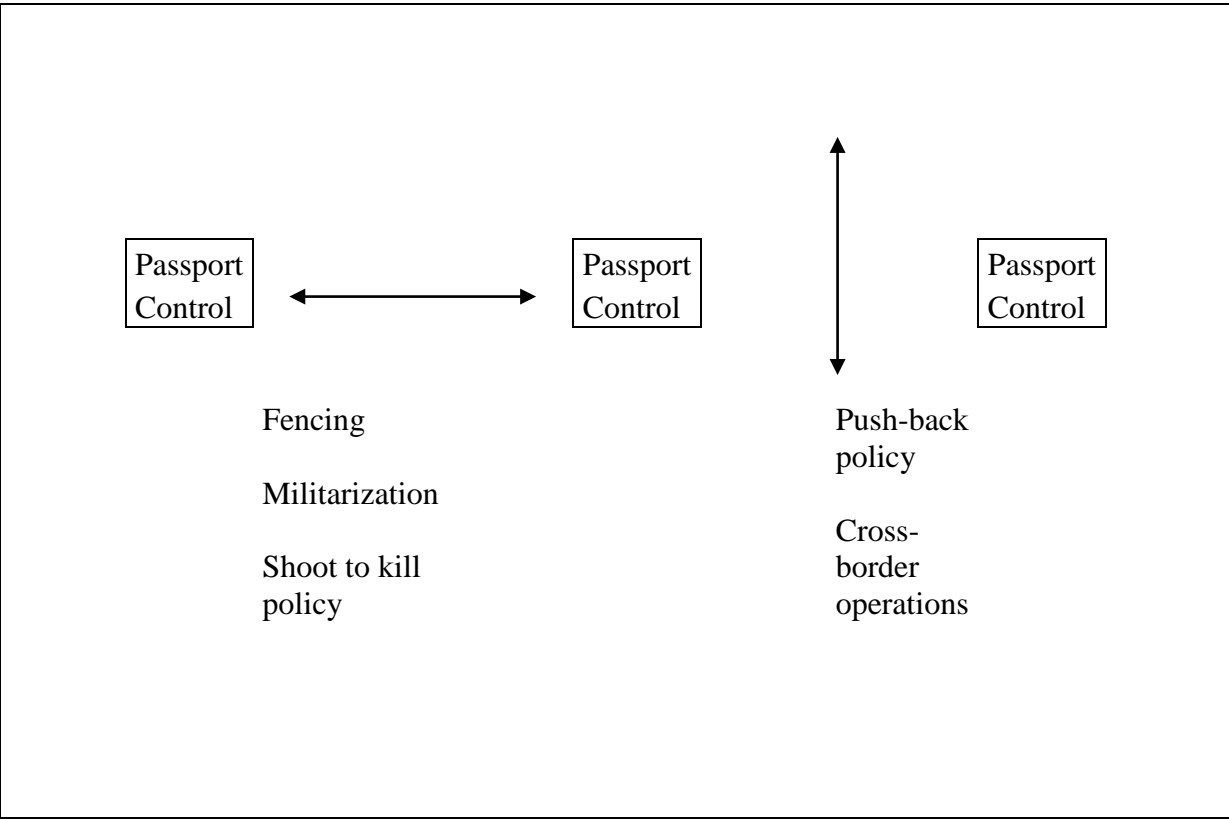 Passport
Control
Passport
Control
Passport
Control
Fencing
Militarization
Shoot to kill
policy
Push-back
policy
Cross-
border
operations